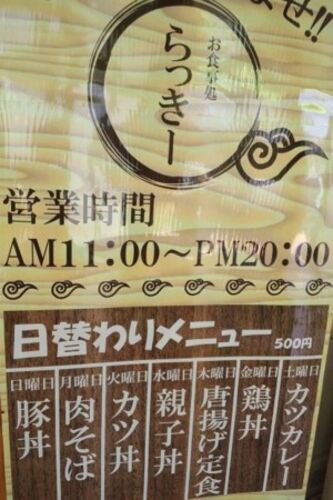 せ!!
お食事処
らっきー
営業時間
AM11:00～PM20:00
日替わりメニュー 500円
日曜日 月曜日 火曜日 水曜日 木曜日 金曜日 土曜日
豚丼
肉そば
カツ丼
親子丼
唐揚げ定食
鶏丼
カツカレー